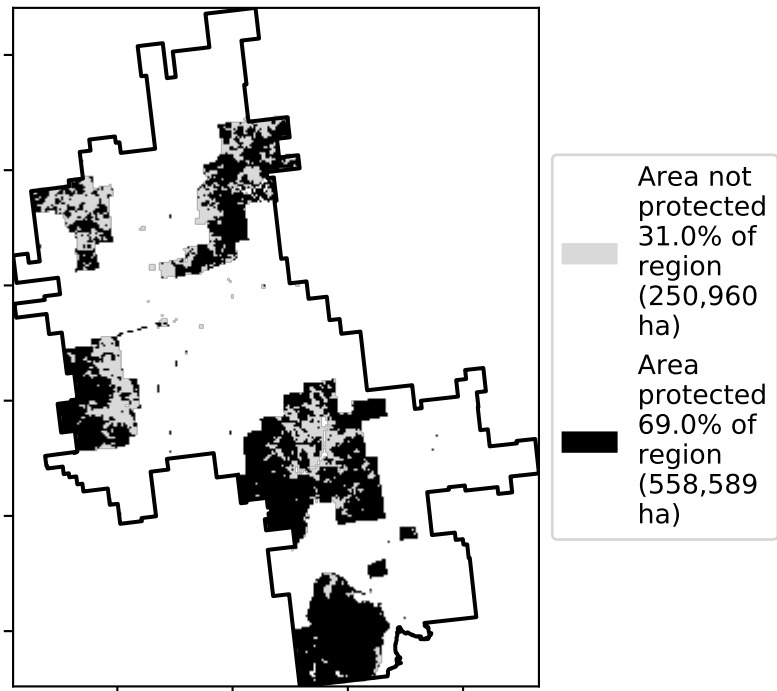 Area not
protected
31.0% of
region
(250,960
ha)
Area
protected
69.0% of
region
(558,589
ha)